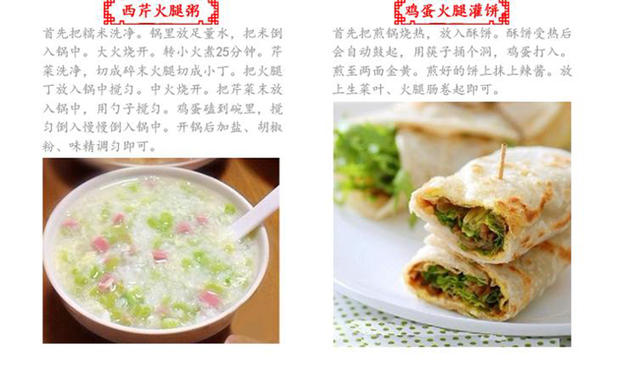 西芹火腿粥
首先把糯米洗净。锅里放足量水，把米倒
入锅中。大火烧开。转小火煮25分钟。芹
菜洗净，切成碎末火腿切成小丁。把火腿
丁放入锅中搅匀。中火烧开。把芹菜末放
入锅中，用勺子搅匀。鸡蛋磕到碗里，搅
匀倒入慢慢倒入锅中。开锅后加盐、胡椒
粉、味精调匀即可。
鸡蛋火腿灌饼
首先把煎锅烧热，放入酥饼。酥饼受热后
会自动鼓起，用筷子捅个洞，鸡蛋打入。
煎至两面金黄。煎好的饼上抹上辣酱。放
上生菜叶、火腿肠卷起即可。